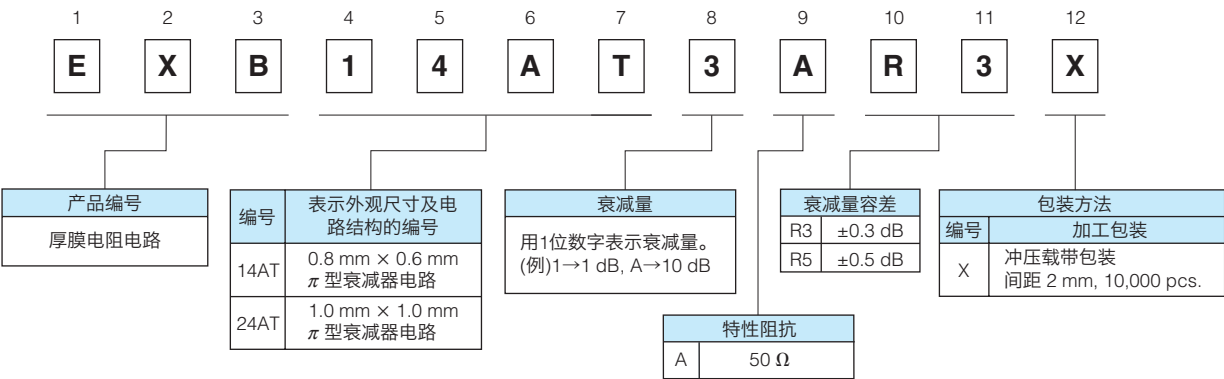 1 2 3 4 5 6 7 8 9 10 11 12
E X B 1 4 A T 3 A R 3 X
产品编号
厚膜电阻电路
编号 表示外观尺寸及电
路结构的编号
14AT 0.8 mm × 0.6 mm
π 型衰减器电路
24AT 1.0 mm × 1.0 mm
π 型衰减器电路
衰减量
用1位数字表示衰减量。
(例)1→1 dB, A→10 dB
特性阻抗
A 50 Ω
衰减量容差
R3 ±0.3 dB
R5 ±0.5 dB
包装方法
编号 加工包装
X 冲压载带包装
间距 2 mm, 10,000 pcs.